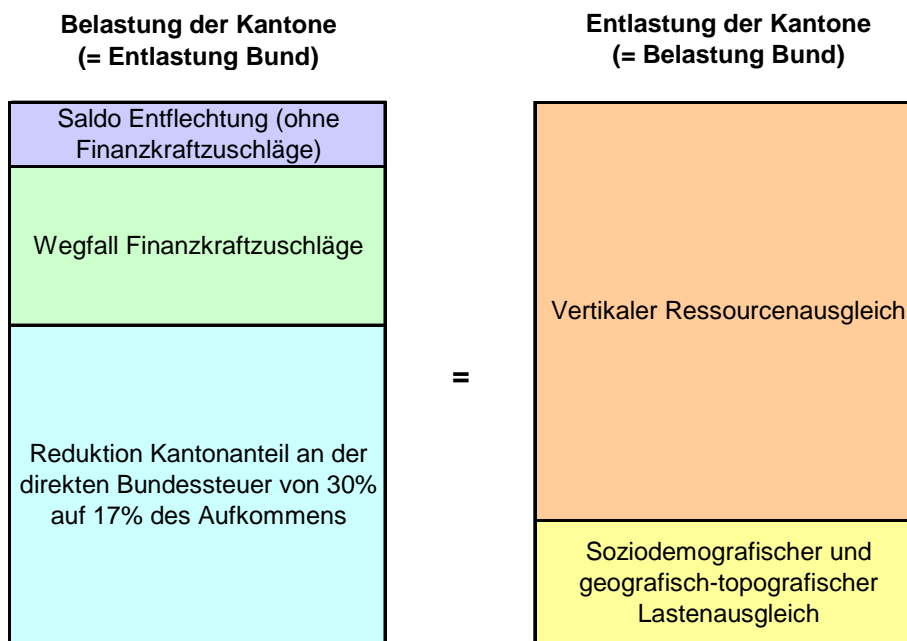 Belastung der Kantone
(= Entlastung Bund)
Saldo Entflechtung (ohne
Finanzkraftzuschläge)
Wegfall Finanzkraftzuschläge
Reduktion Kantonanteil an der
direkten Bundessteuer von 30%
auf 17% des Aufkommens
=
Entlastung der Kantone
(= Belastung Bund)
Vertikaler Ressourcenausgleich
Soziodemografischer und
geografisch-topografischer
Lastenausgleich